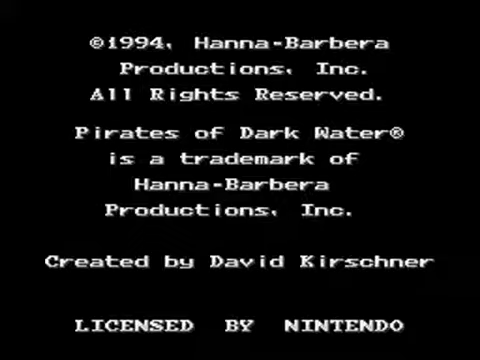 ©1994, Hanna-Barbera
Productions, Inc.
All Rights Reserved.
Pirates of Dark Water®
is a trademark of
Hanna-Barbera
Productions, Inc.
Created by David Kirschner
LICENSED BY NINTENDO